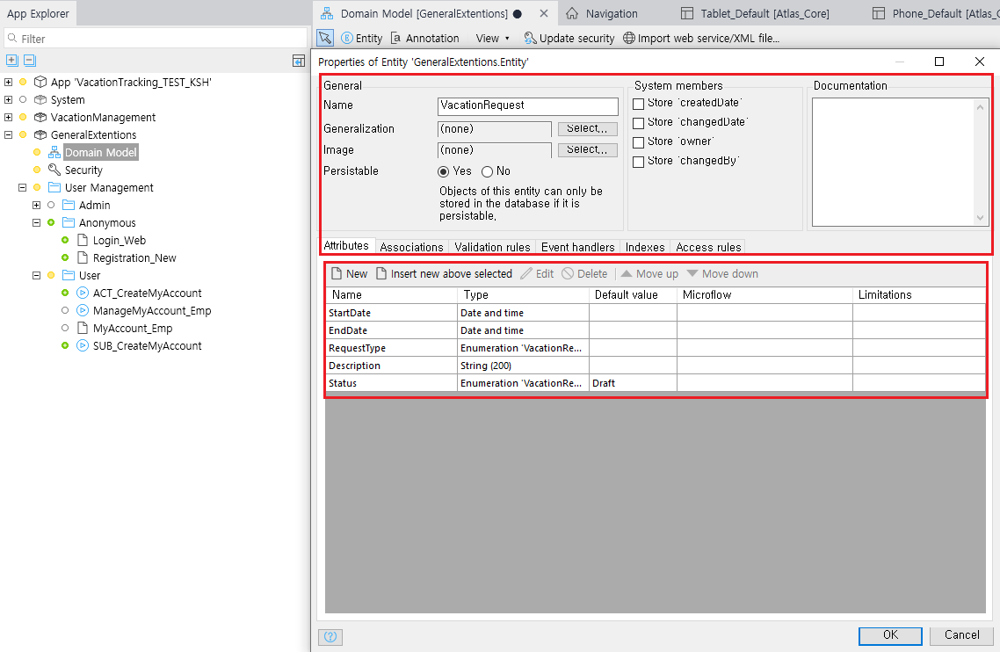 App Explorer
Filter
App 'VacationTracking_TEST_KSH'
System
VacationManagement
GeneralExtentions
Domain Model
Security
User Management
Admin
Anonymous
Login_Web
Registration_New
User
ACT_CreateMyAccount
ManageMyAccount_Emp
MyAccount_Emp
SUB_CreateMyAccount
Domain Model [GeneralExtentions] Navigation Tablet_Default [Atlas_Core] Phone_Default [Atlas_C
Entity Annotation View Update security Import web service/XML file...
Properties of Entity 'GeneralExtentions.Entity'
General
Name VacationRequest
Generalization (none) Select...
Image (none) Select...
Persistable Yes No
Objects of this entity can only be
stored in the database if it is
persistable.
System members
Store 'createdDate'
Store 'changedDate'
Store 'owner'
Store 'changedBy'
Documentation
Attributes Associations Validation rules Event handlers Indexes Access rules
New Insert new above selected Edit Delete Move up Move down
Name Type Default value Microflow Limitations
StartDate Date and time
EndDate Date and time
RequestType Enumeration 'VacationRe...
Description String (200)
Status Enumeration 'VacationRe... Draft
OK Cancel